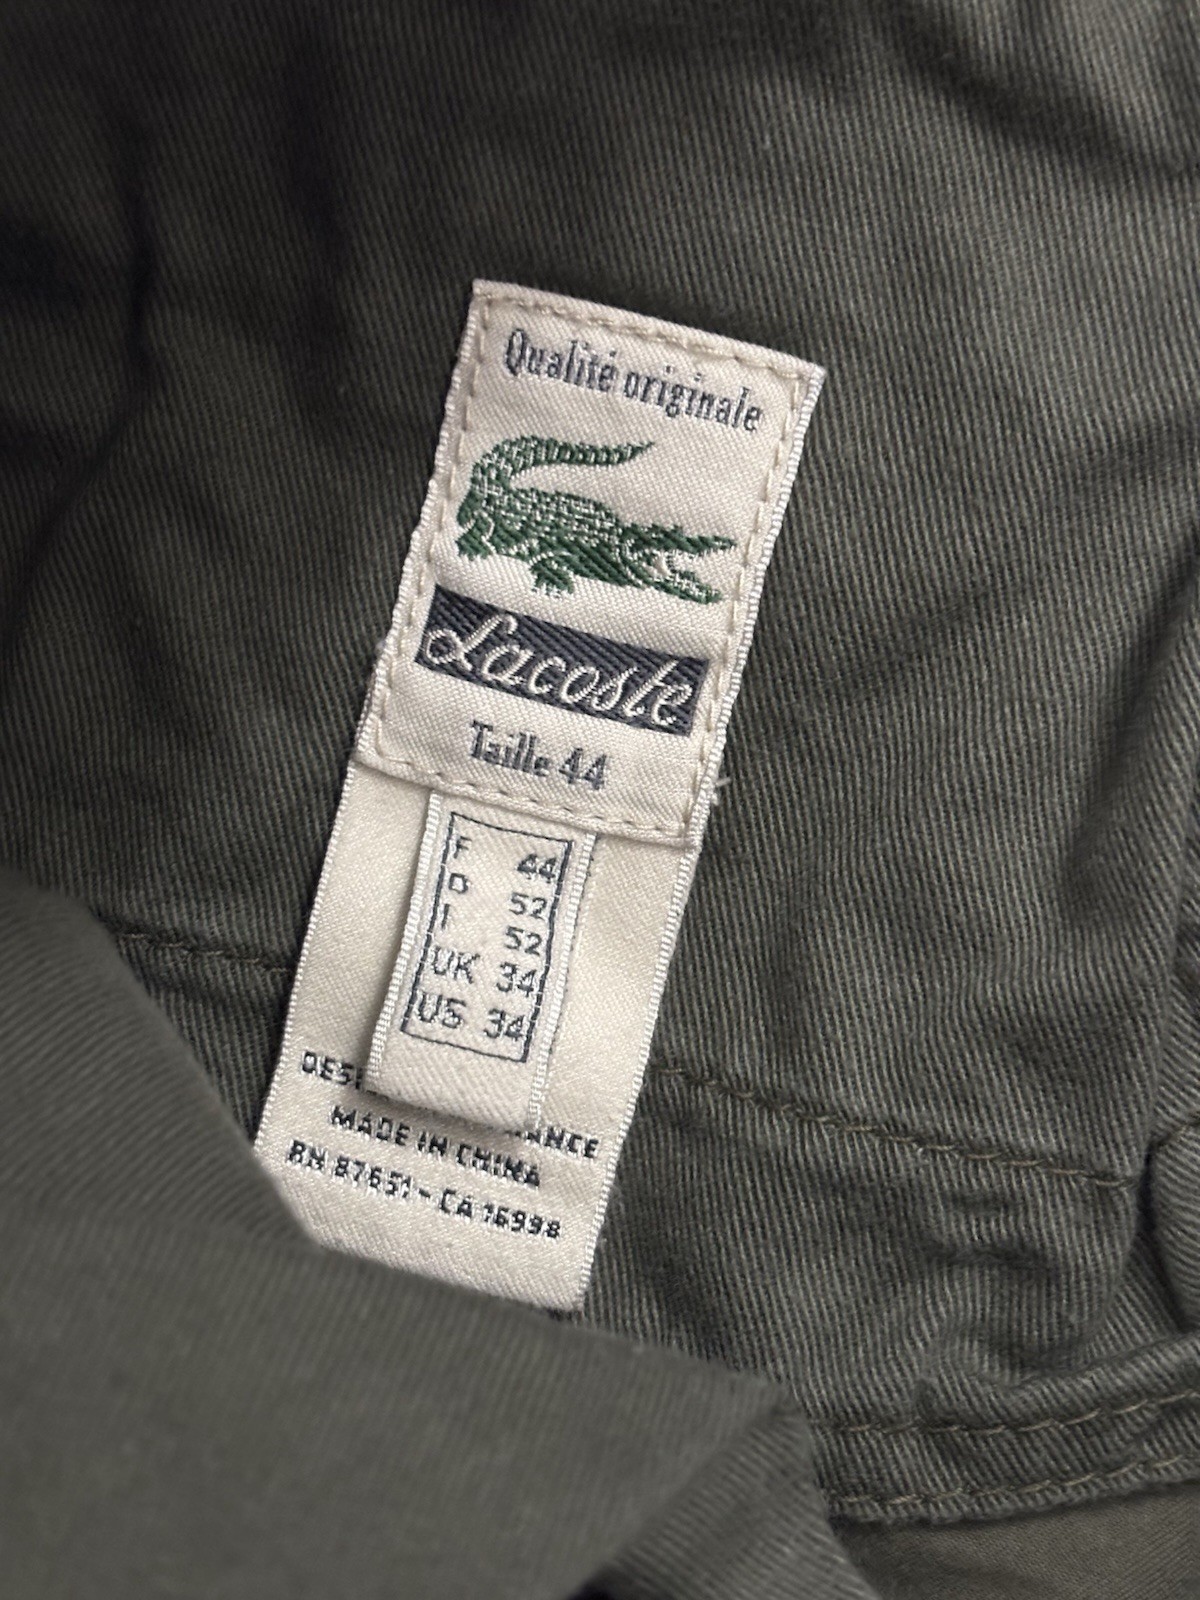 Qualité originale
Lacoste
Taille 44
F 44
D 52
I 52
UK 34
US 34
MADE IN CHINA
RN 87651 - CA 16998